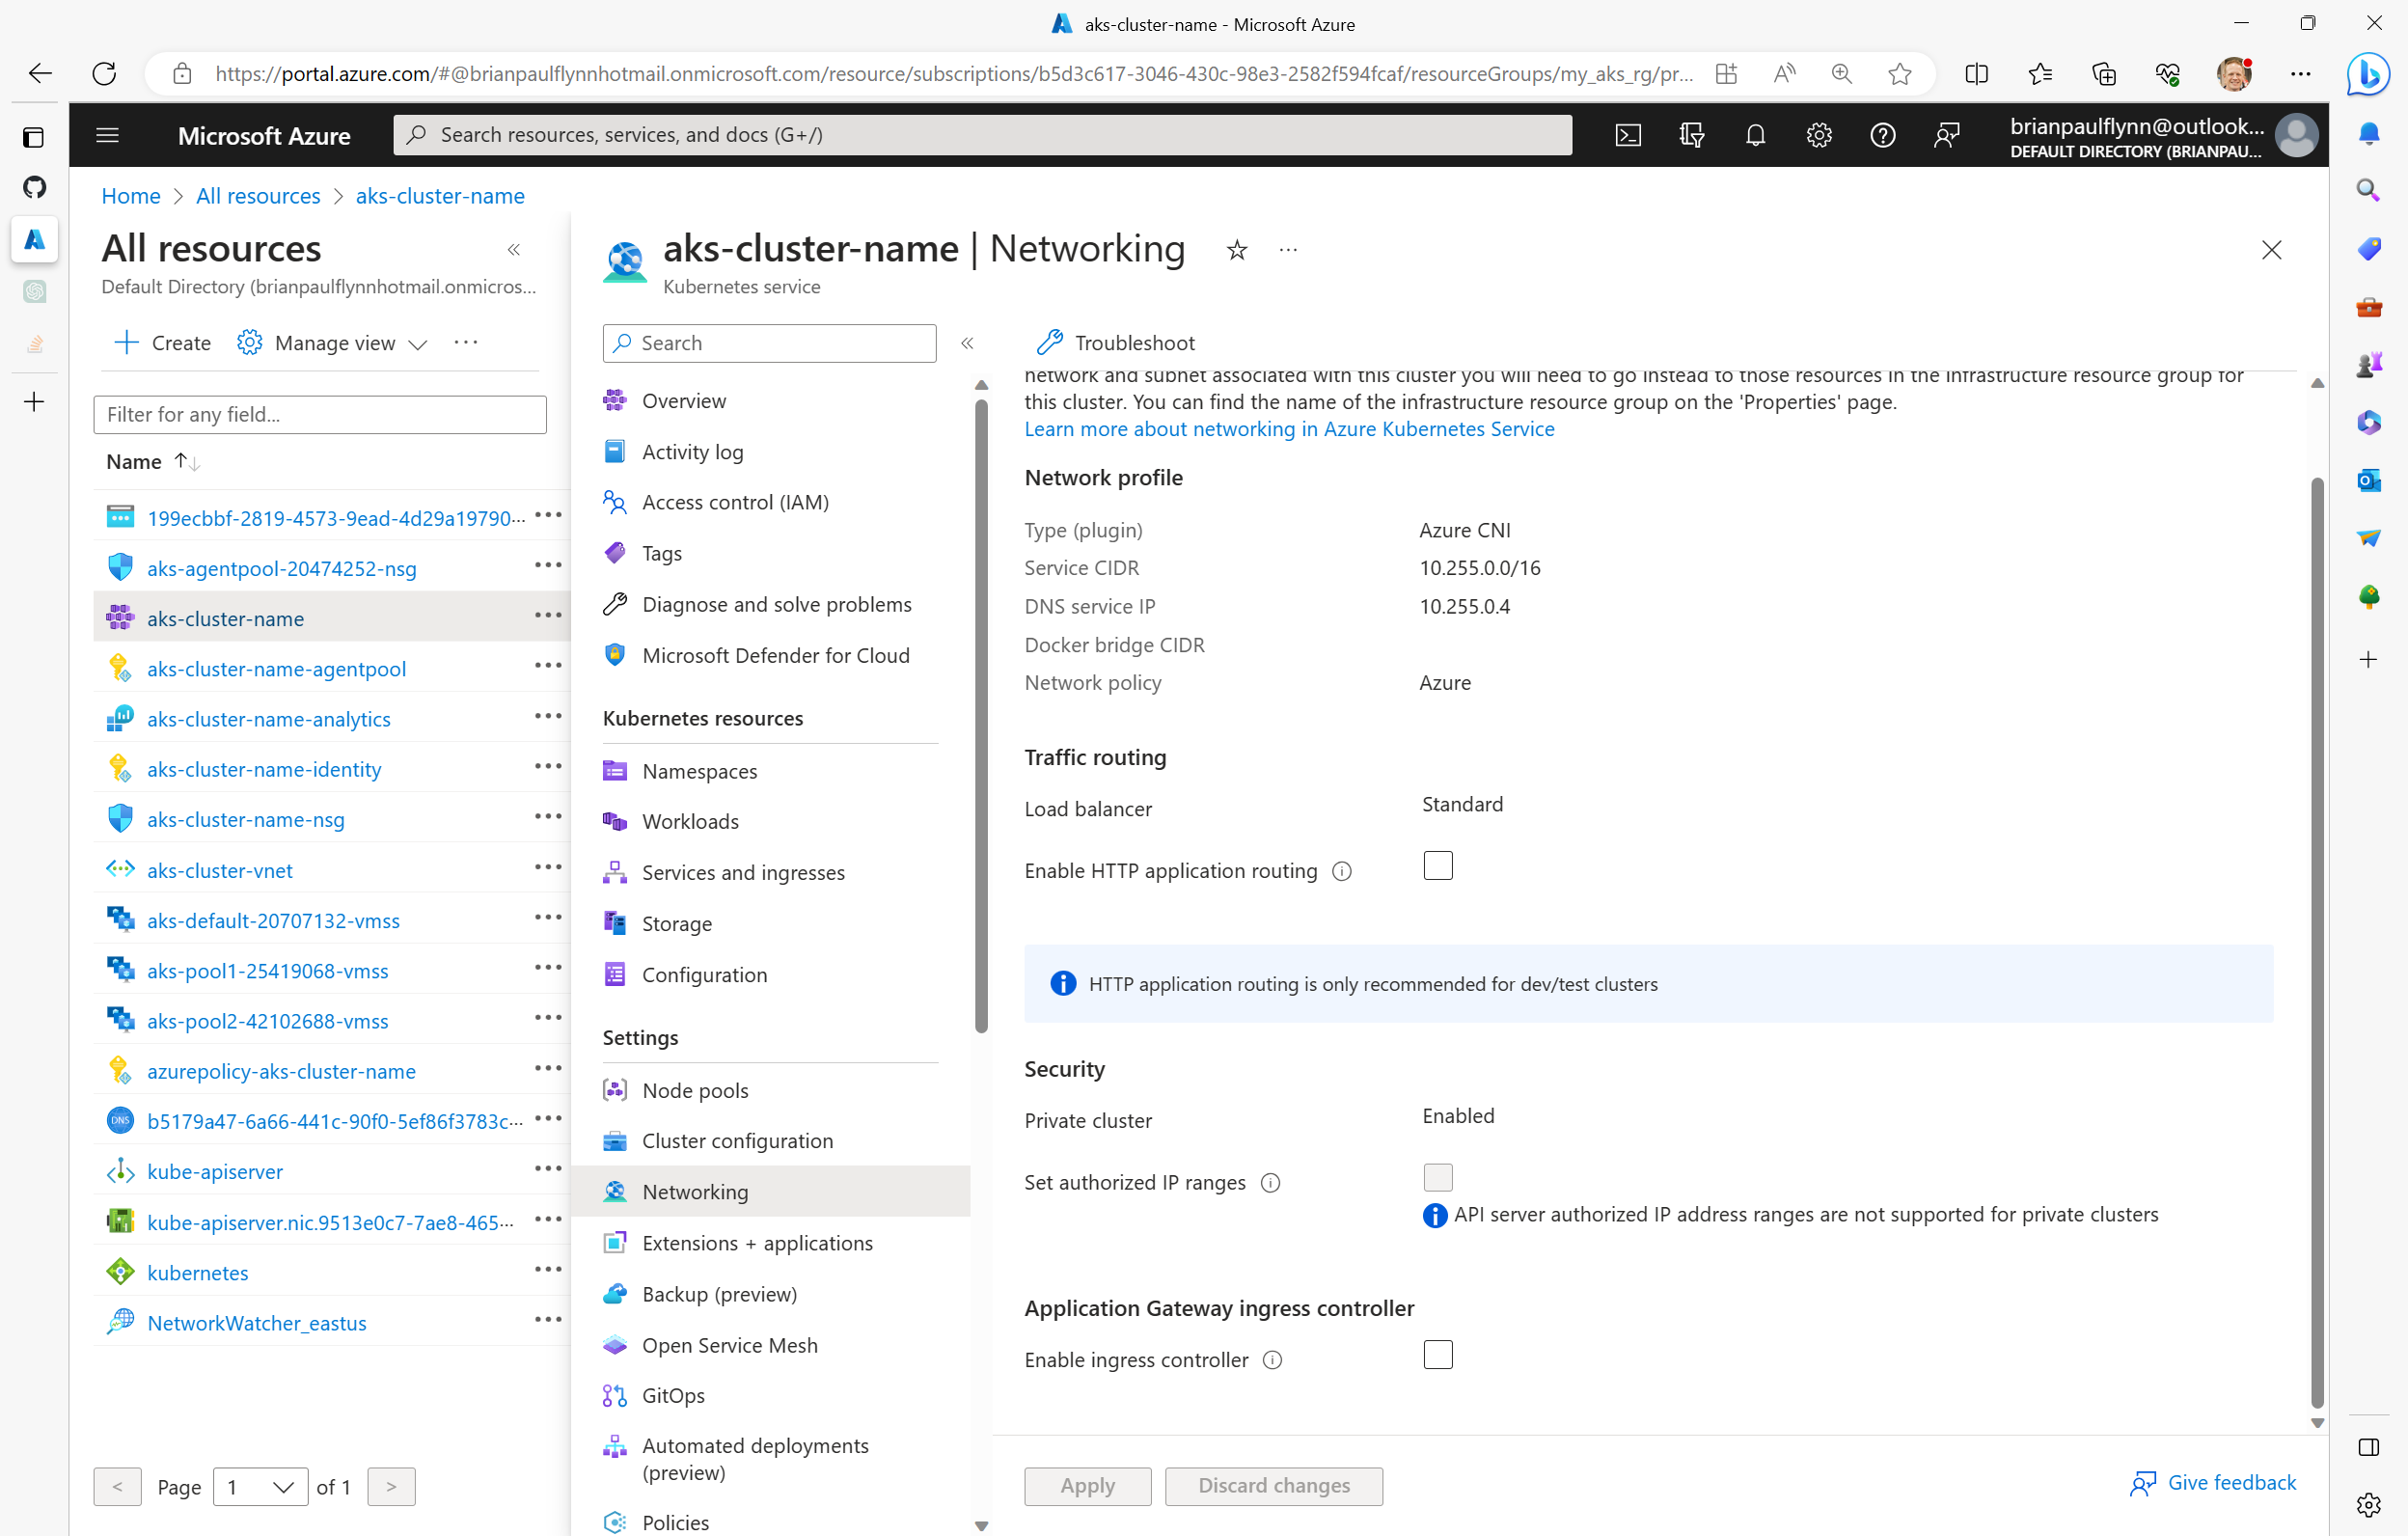 aks-cluster-name - Microsoft Azure
https://portal.azure.com/#@brianpaulflynnhotmail.onmicrosoft.com/resource/subscriptions/b5d3c617-3046-430c-98e3-2582f594fcaf/resourceGroups/my_aks_rg/pr...
Microsoft Azure
Search resources, services, and docs (G+/)
brianpaulflynn@outlook...
DEFAULT DIRECTORY (BRIANPAU...
Home > All resources > aks-cluster-name
All resources
Default Directory (brianpaulflynnhotmail.onmicros...
Create
Manage view
Filter for any field...
Name
199ecbbf-2819-4573-9ead-4d29a19790...
aks-agentpool-20474252-nsg
aks-cluster-name
aks-cluster-name-agentpool
aks-cluster-name-analytics
aks-cluster-name-identity
aks-cluster-name-nsg
aks-cluster-vnet
aks-default-20707132-vmss
aks-pool1-25419068-vmss
aks-pool2-42102688-vmss
azurepolicy-aks-cluster-name
b5179a47-6a66-441c-90f0-5ef86f3783c...
kube-apiserver
kube-apiserver.nic.9513e0c7-7ae8-465...
kubernetes
NetworkWatcher_eastus
< Page 1 of 1 >
aks-cluster-name | Networking
Kubernetes service
Search
Overview
Activity log
Access control (IAM)
Tags
Diagnose and solve problems
Microsoft Defender for Cloud
Kubernetes resources
Namespaces
Workloads
Services and ingresses
Storage
Configuration
Settings
Node pools
Cluster configuration
Networking
Extensions + applications
Backup (preview)
Open Service Mesh
GitOps
Automated deployments
(preview)
Policies
Troubleshoot
network and subnet associated with this cluster you will need to go instead to those resources in the infrastructure resource group for
this cluster. You can find the name of the infrastructure resource group on the 'Properties' page.
Learn more about networking in Azure Kubernetes Service
Network profile
Type (plugin) Azure CNI
Service CIDR 10.255.0.0/16
DNS service IP 10.255.0.4
Docker bridge CIDR
Network policy Azure
Traffic routing
Load balancer Standard
Enable HTTP application routing
HTTP application routing is only recommended for dev/test clusters
Security
Private cluster Enabled
Set authorized IP ranges
API server authorized IP address ranges are not supported for private clusters
Application Gateway ingress controller
Enable ingress controller
Apply
Discard changes
Give feedback